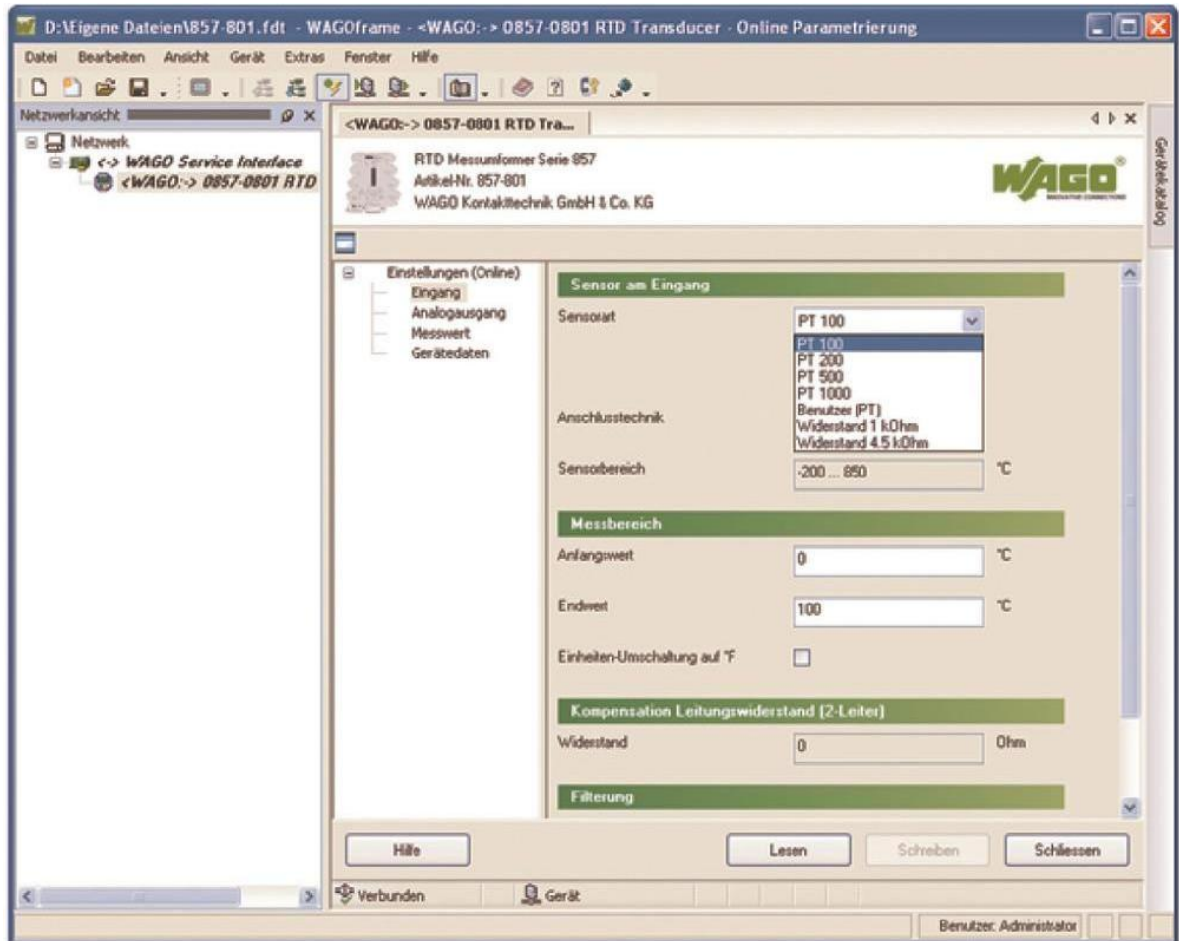 D:\Eigene Dateien\857-801.fdt - WAGOframe - <WAGO:-> 0857-0801 RTD Transducer - Online Parametrierung
Datei Bearbeiten Ansicht Gerät Extras Fenster Hilfe
Netzwerkansicht
Netzwerk
<-> WAGO Service Interface
<WAGO:-> 0857-0801 RTD
<WAGO:-> 0857-0801 RTD Tra...
RTD Messumformer Serie 857
Artikel-Nr. 857-801
WAGO Kontakttechnik GmbH & Co. KG
WAGO®
INNOVATIVE CONNECTIONS
Gerätekatalog
Einstellungen (Online)
Eingang
Analogausgang
Messwert
Gerätedaten
Sensor am Eingang
Sensorart
PT 100
PT 100
PT 200
PT 500
PT 1000
Benutzer (PT)
Widerstand 1 kOhm
Widerstand 4.5 kOhm
Anschlusstechnik
Sensorbereich -200 ... 850 °C
Messbereich
Anfangswert 0 °C
Endwert 100 °C
Einheiten-Umschaltung auf °F
Kompensation Leitungswiderstand (2-Leiter)
Widerstand 0 Ohm
Filterung
Hilfe Lesen Schreiben Schliessen
Verbunden Gerät
Benutzer: Administrator